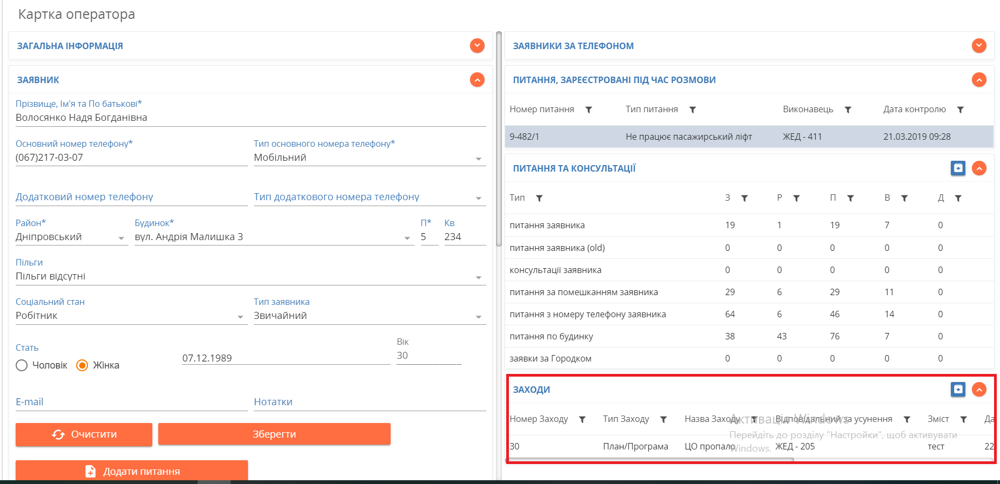 Картка оператора
ЗАГАЛЬНА ІНФОРМАЦІЯ
ЗАЯВНИК
Прізвище, Ім'я та По батькові*
Волосянко Надя Богданівна
Основний номер телефону* Тип основного номера телефону*
(067)217-03-07 Мобільний
Додатковий номер телефону Тип додаткового номера телефону
Район* Будинок* П* Кв
Дніпровський вул. Андрія Малишка 3 5 234
Пільги
Пільги відсутні
Соціальний стан Тип заявника
Робітник Звичайний
Стать Вік
Чоловік Жінка 07.12.1989 30
E-mail Нотатки
Очистити Зберегти
Додати питання
ЗАЯВНИКИ ЗА ТЕЛЕФОНОМ
ПИТАННЯ, ЗАРЕЄСТРОВАНІ ПІД ЧАС РОЗМОВИ
Номер питання Тип питання Виконавець Дата контролю
9-482/1 Не працює пасажирський ліфт ЖЕД - 411 21.03.2019 09:28
ПИТАННЯ ТА КОНСУЛЬТАЦІЇ
Тип З Р П В Д
питання заявника 19 1 19 7 0
питання заявника (old) 0 0 0 0 0
консультації заявника 0 0 0 0 0
питання за помешканням заявника 29 6 29 11 0
питання з номеру телефону заявника 64 6 46 14 0
питання по будинку 38 43 76 7 0
заявки за Городком 0 0 0 0 0
ЗАХОДИ
Номер Заходу Тип Заходу Назва Заходу Відповідальний за усунення Зміст Да
30 План/Програма ЦО пропало ЖЕД - 205 тест 22
Активація Windows
Перейдіть до розділу "Настройки", щоб активувати
Windows.